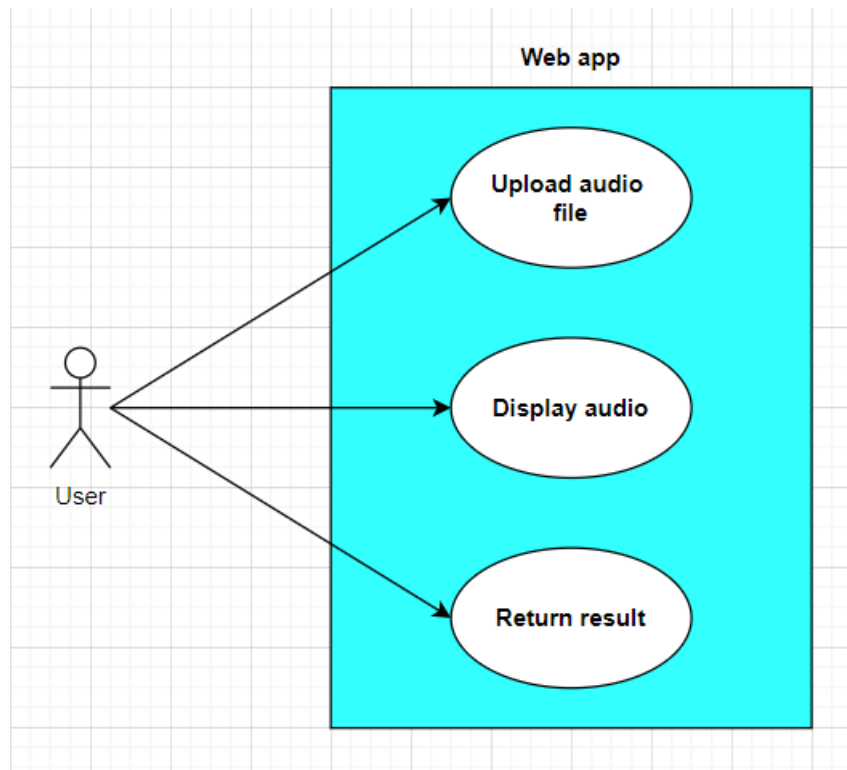 Web app
Upload audio
file
Display audio
User
Return result